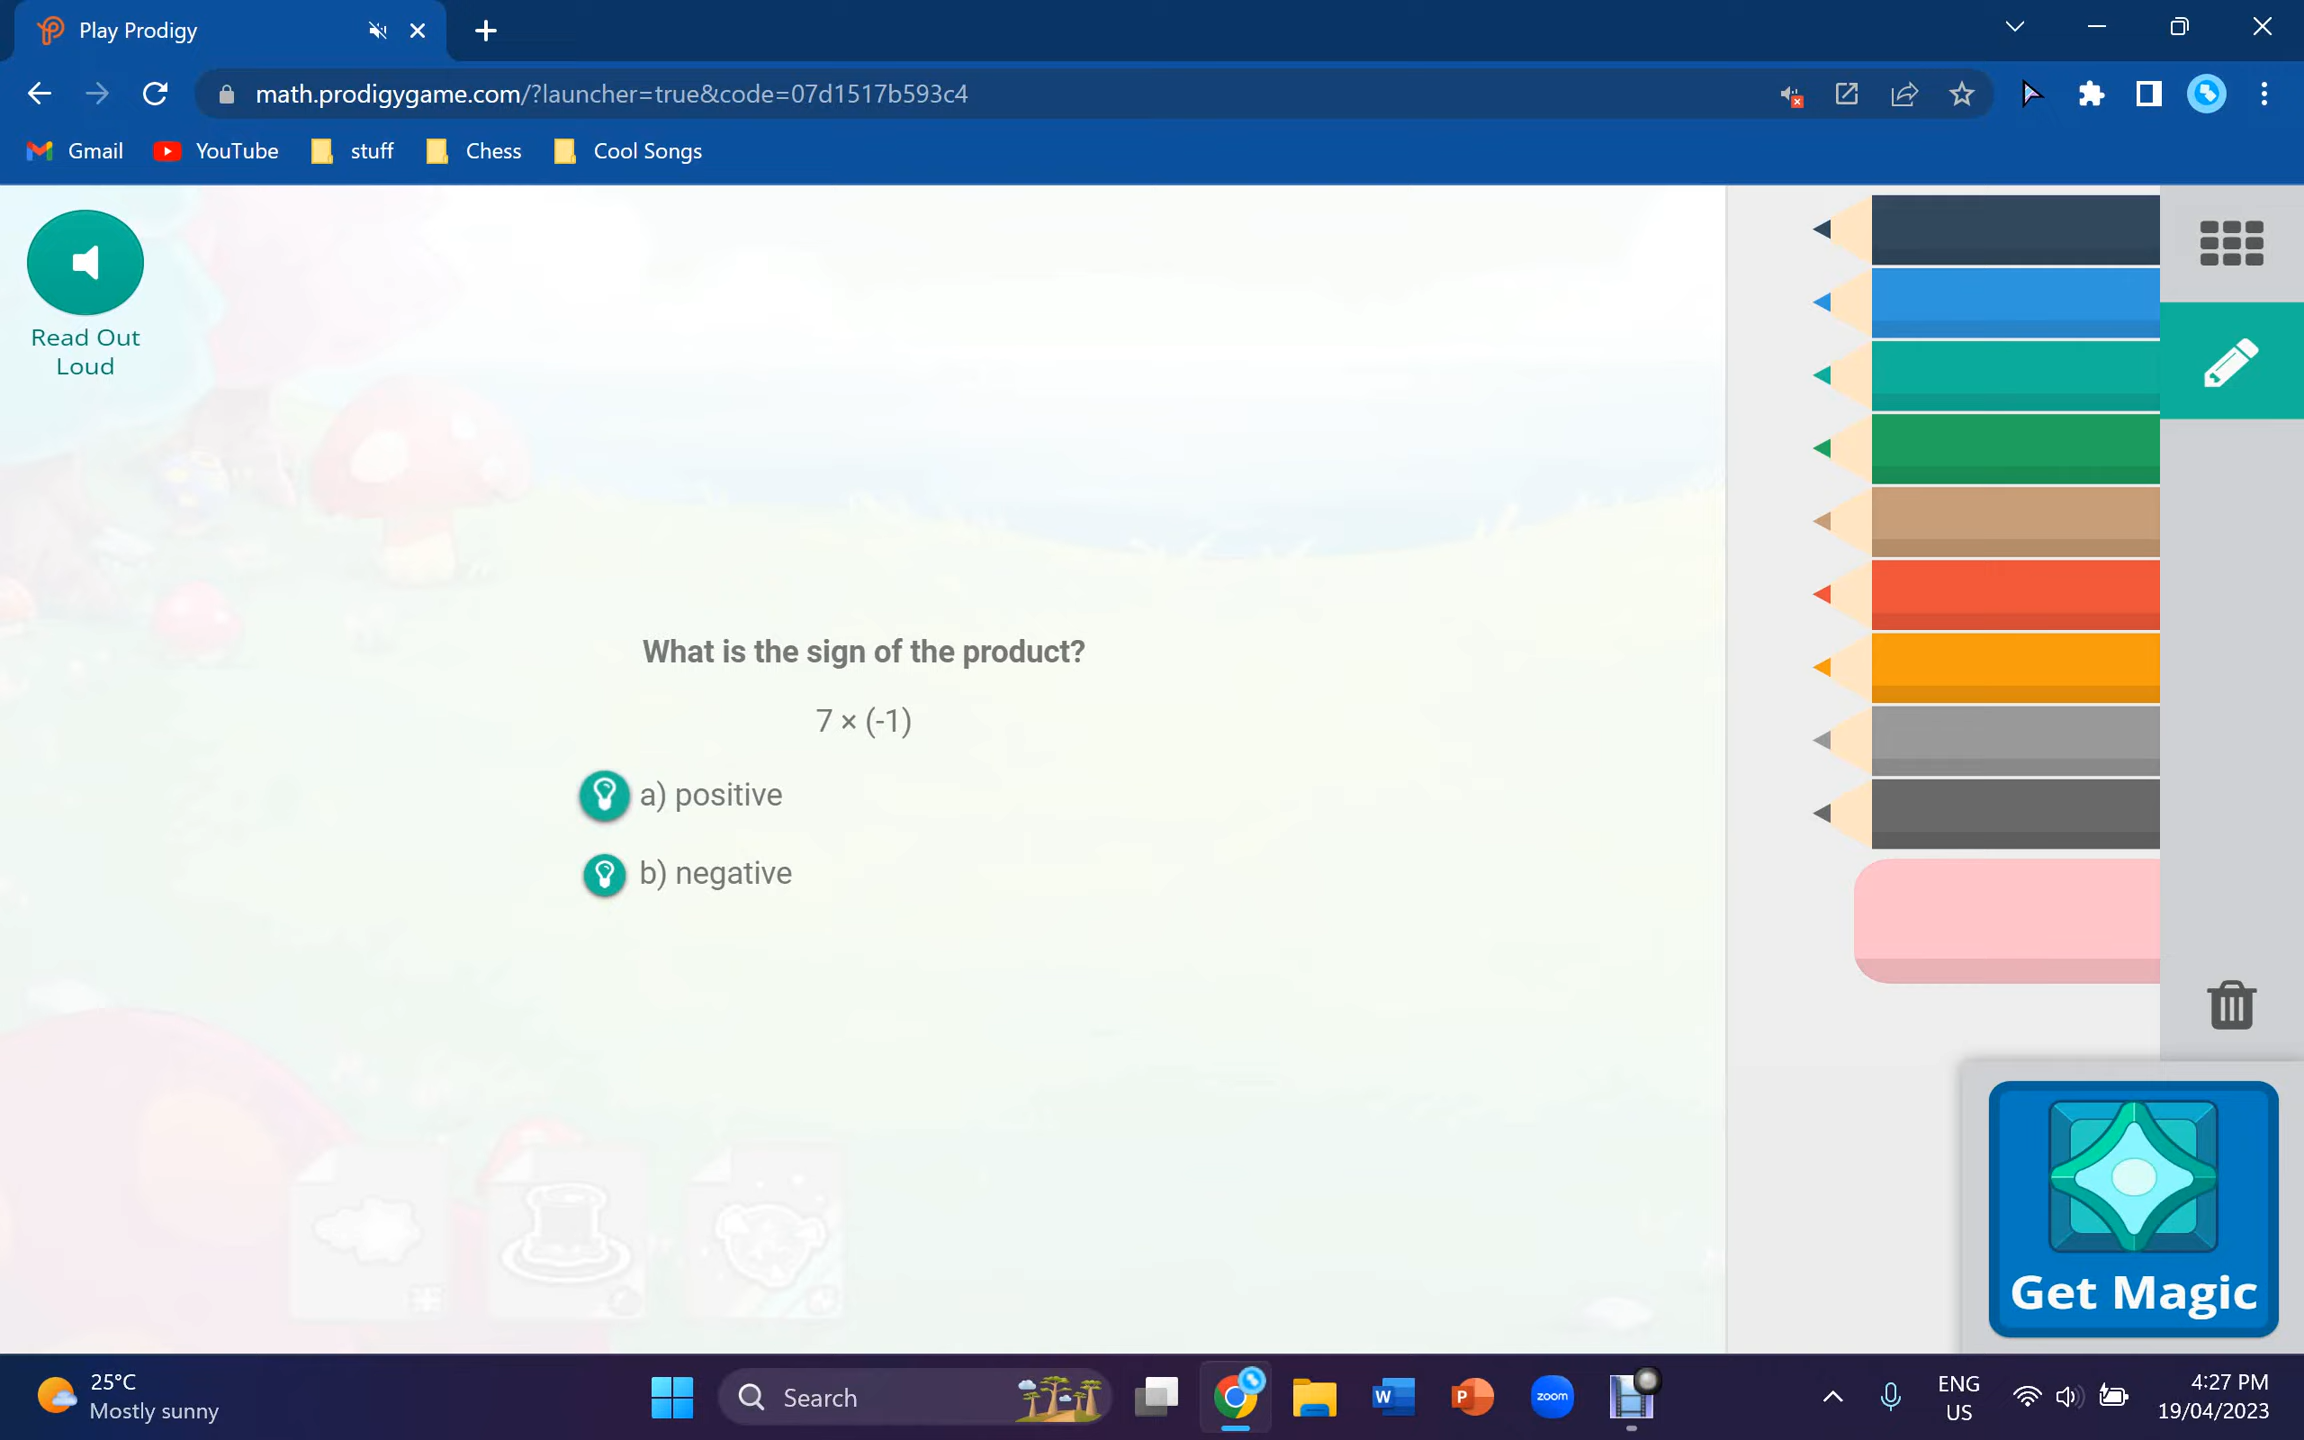 Play Prodigy
math.prodigygame.com/?launcher=true&code=07d1517b593c4
Gmail YouTube stuff Chess Cool Songs
Read Out
Loud
What is the sign of the product?
7 × (-1)
a) positive
b) negative
Get Magic
25°C
Mostly sunny
Search
W
P
zoom
ENG
US
4:27 PM
19/04/2023